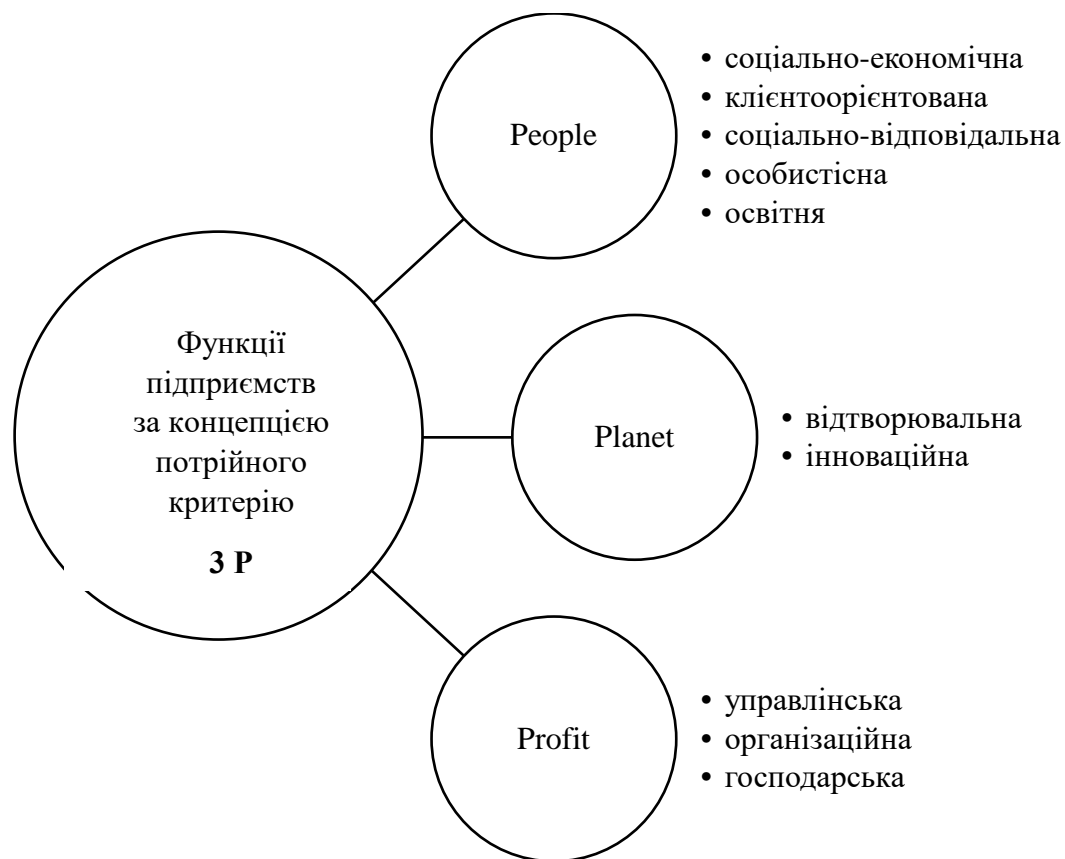 People
• соціально-економічна
• клієнтоорієнтована
• соціально-відповідальна
• особистісна
• освітня
Функції
підприємств
за концепцією
потрійного
критерію
3 P
Planet
• відтворювальна
• інноваційна
Profit
• управлінська
• організаційна
• господарська